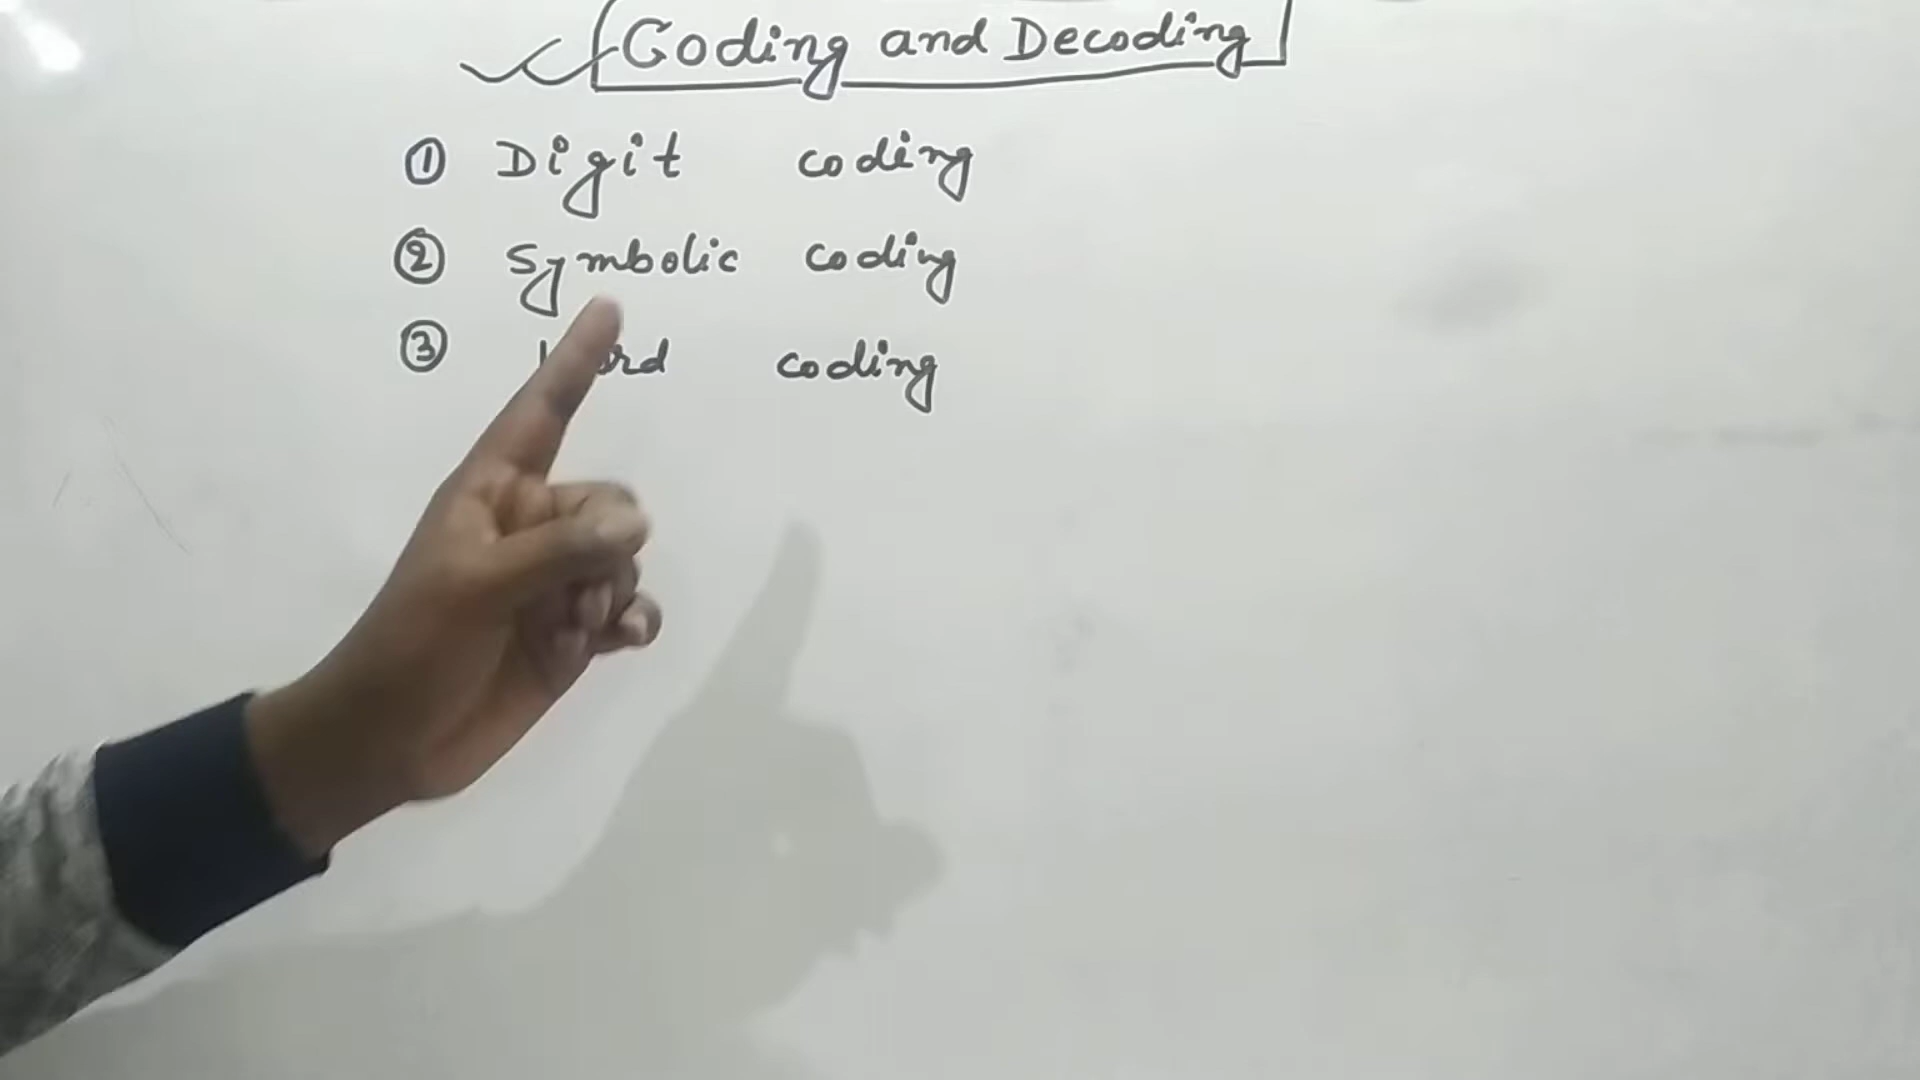 Coding and Decoding
① Digit coding
② Symbolic coding
③ coding